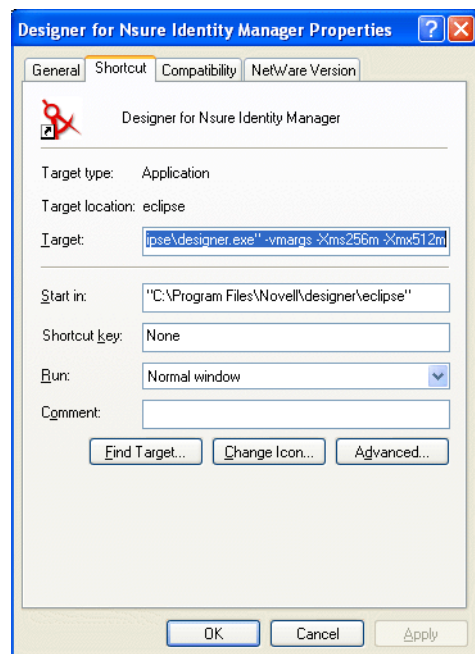 Designer for Nsure Identity Manager Properties
General Shortcut Compatibility NetWare Version
Designer for Nsure Identity Manager
Target type: Application
Target location: eclipse
Target: ipse\designer.exe" -vmargs -Xms256m -Xmx512m
Start in: "C:\Program Files\Novell\designer\eclipse"
Shortcut key: None
Run: Normal window
Comment:
Find Target... Change Icon... Advanced...
OK Cancel Apply